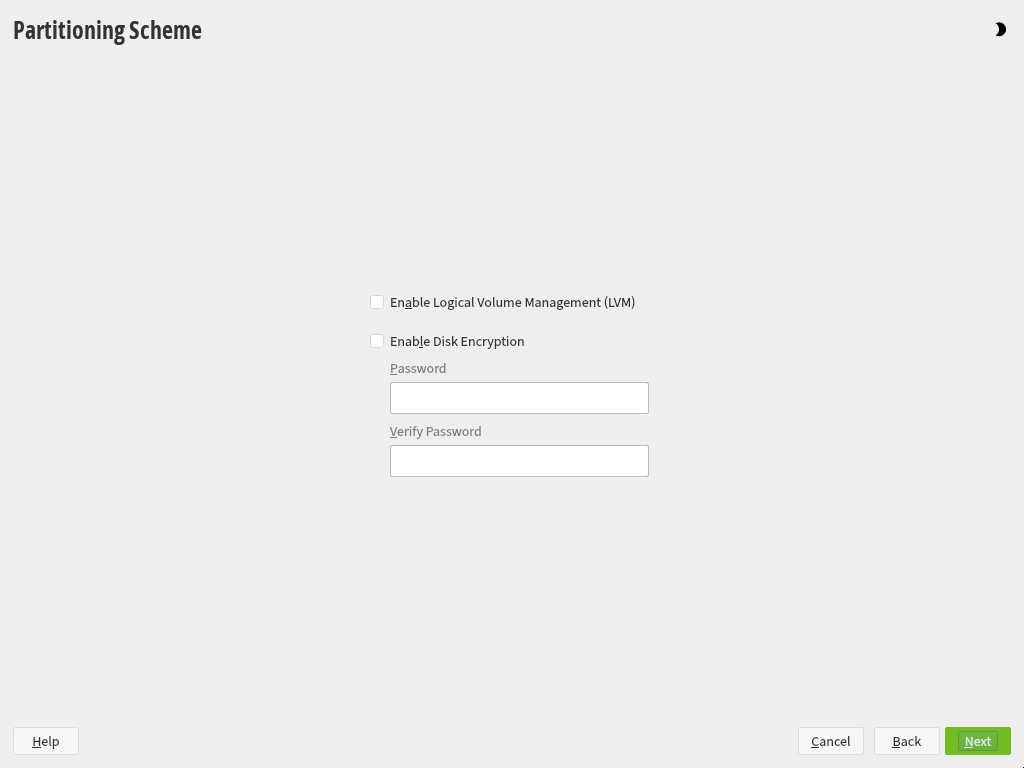 Partitioning Scheme
Enable Logical Volume Management (LVM)
Enable Disk Encryption
Password
Verify Password
Help
Cancel
Back
Next